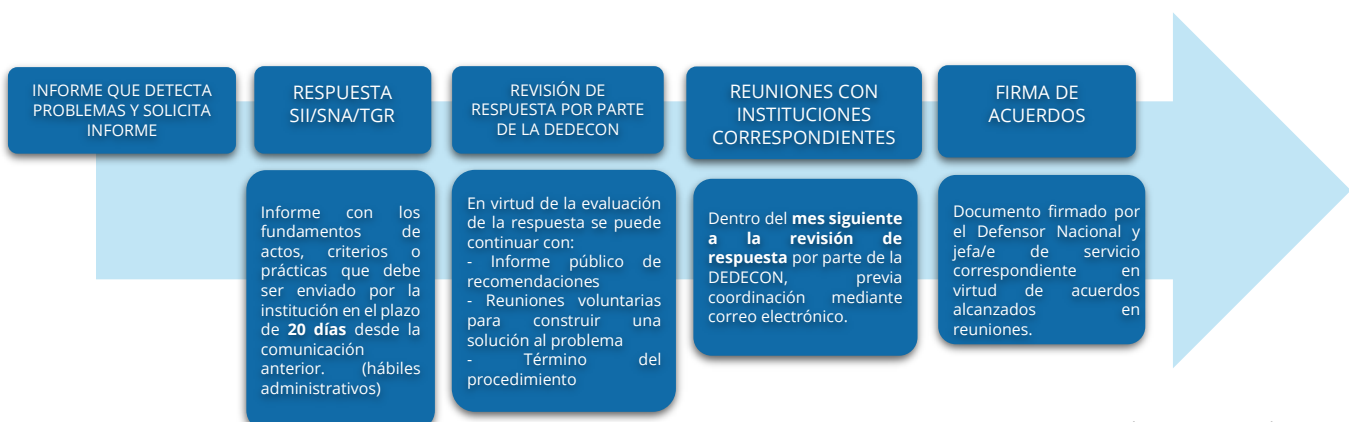 INFORME QUE DETECTA
PROBLEMAS Y SOLICITA
INFORME
RESPUESTA
SII/SNA/TGR
Informe con los
fundamentos de
actos, criterios o
prácticas que debe
ser enviado por la
institución en el plazo
de 20 días desde la
comunicación
anterior. (hábiles
administrativos)
REVISIÓN DE
RESPUESTA POR PARTE
DE LA DEDECON
En virtud de la evaluación
de la respuesta se puede
continuar con:
- Informe público de
recomendaciones
- Reuniones voluntarias
para construir una
solución al problema
- Término del
procedimiento
REUNIONES CON
INSTITUCIONES
CORRESPONDIENTES
Dentro del mes siguiente
a la revisión de
respuesta por parte de la
DEDECON, previa
coordinación mediante
correo electrónico.
FIRMA DE
ACUERDOS
Documento firmado por
el Defensor Nacional y
jefa/e de servicio
correspondiente en
virtud de acuerdos
alcanzados en
reuniones.